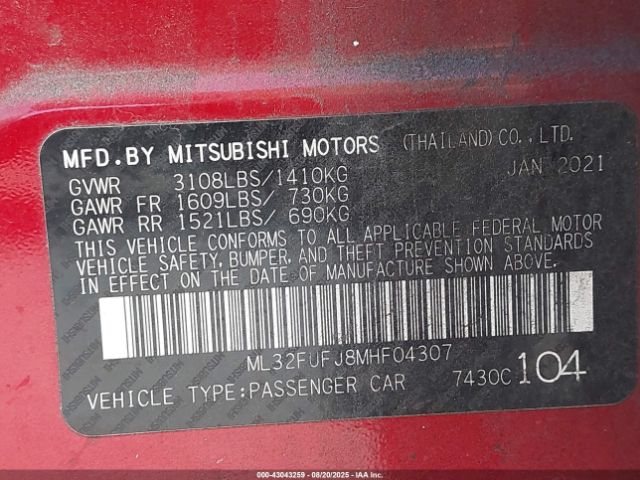 MFD.BY MITSUBISHI MOTORS (THAILAND)CO.,LTD.
GVWR 3108LBS/1410KG JAN 2021
GAWR FR 1609LBS/ 730KG
GAWR RR 1521LBS/ 690KG
THIS VEHICLE CONFORMS TO ALL APPLICABLE FEDERAL MOTOR
VEHICLE SAFETY, BUMPER, AND THEFT PREVENTION STANDARDS
IN EFFECT ON THE DATE OF MANUFACTURE SHOWN ABOVE.
ML32FUFJ8MHF04307
VEHICLE TYPE:PASSENGER CAR 7430C 104
000-43043259 - 08/20/2025 - IAAI.COM